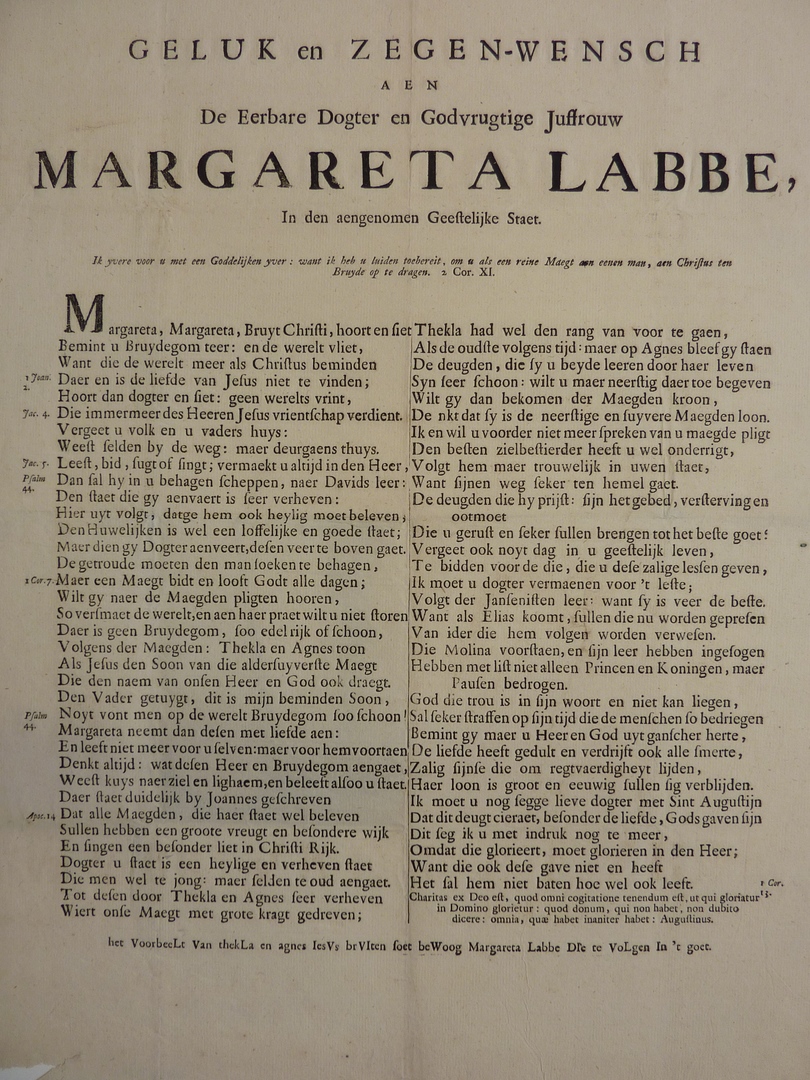 GELUK en ZEGEN-WENSCH
AEN
De Eerbare Dogter en Godvrugtige Juffrouw
MARGARETA LABBE,
In den aengenomen Geeſtelijke Staet.
Ik yvere voor u met een Goddelijken yver: want ik heb u luiden toebereit, om u als een reine Maegt aen eenen man, aen Chriſtus ten
Bruyde op te dragen. 2 Cor. XI.
Margareta, Margareta, Bruyt Chriſti, hoort en ſiet
Bemint u Bruydegom teer: en de werelt vliet,
Want die de werelt meer als Chriſtus beminden
1 Joan. 2. Daer en is de liefde van Jeſus niet te vinden;
Hoort dan dogter en ſiet: geen werelts vrint,
Jac. 4. Die immermeer des Heeren Jeſus vrientſchap verdient.
Vergeet u volk en u vaders huys:
Weeſt ſelden by de weg: maer deurgaens thuys.
Jac. 5. Leeſt, bid, ſugt of ſingt; vermaekt u altijd in den Heer,
Pſalm 44. Dan ſal hy in u behagen ſcheppen, naer Davids leer:
Den ſtaet die gy aenvaert is ſeer verheven:
Hier uyt volgt, datge hem ook heylig moet beleven;
Den Huwelijken is wel een loffelijke en goede ſtaet;
Maer dien gy Dogter aenveert, deſen veer te boven gaet.
De getroude moeten den man ſoeken te behagen,
1 Cor. 7. Maer een Maegt bidt en looft Godt alle dagen;
Wilt gy naer de Maegden pligten hooren,
So verſmaet de werelt, en aen haer praet wilt u niet ſtoren
Daer is geen Bruydegom, ſoo edel rijk of ſchoon,
Volgens der Maegden: Thekla en Agnes toon
Als Jeſus den Soon van die alderſuyverſte Maegt
Die den naem van onſen Heer en God ook draegt.
Den Vader getuygt, dit is mijn beminden Soon,
Pſalm 44. Noyt vont men op de werelt Bruydegom ſoo ſchoon!
Margareta neemt dan deſen met liefde aen:
En leeft niet meer voor u ſelven: maer voor hem voortaen
Denkt altijd: wat deſen Heer en Bruydegom aengaet,
Weeſt kuys naer ziel en lighaem, en beleeft alſoo u ſtaet.
Daer ſtaet duidelijk by Joannes geſchreven
Apoc. 14 Dat alle Maegden, die haer ſtaet wel beleven
Sullen hebben een groote vreugt en beſondere wijk
En ſingen een beſonder liet in Chriſti Rijk.
Dogter u ſtaet is een heylige en verheven ſtaet
Die men wel te jong: maer ſelden te oud aengaet.
Tot deſen door Thekla en Agnes ſeer verheven
Wiert onſe Maegt met grote kragt gedreven;
Thekla had wel den rang van voor te gaen,
Als de oudſte volgens tijd: maer op Agnes bleef gy ſtaen
De deugden, die ſy u beyde leeren door haer leven
Syn ſeer ſchoon: wilt u maer neerſtig daer toe begeven
Wilt gy dan bekomen der Maegden kroon,
De nkt dat ſy is de neerſtige en ſuyvere Maegden loon.
Ik en wil u voorder niet meer ſpreken van u maegde pligt
Den beſten zielbeſtierder heeft u wel onderrigt,
Volgt hem maer trouwelijk in uwen ſtaet,
Want ſijnen weg ſeker ten hemel gaet.
De deugden die hy prijſt: ſijn het gebed, verſtervingen
ootmoet
Die u geruſt en ſeker ſullen brengen tot het beſte goet:
Vergeet ook noyt dag in u geeſtelijk leven,
Te bidden voor de die, die u deſe zalige leſſen geven,
Ik moet u dogter vermaenen voor 't leſte;
Volgt der Janſeniſten leer: want ſy is veer de beſte.
Want als Elias koomt, ſullen die nu worden gepreſen
Van ider die hem volgen worden verweſen.
Die Molina voorſtaen, en ſijn leer hebben ingeſogen
Hebben met liſt niet alleen Princen en Koningen, maer
Pauſen bedrogen.
God die trou is in ſijn woort en niet kan liegen,
Sal ſeker ſtraffen op ſijn tijd die de menſchen ſo bedriegen
Bemint gy maer u Heer en God uyt ganſcher herte,
De liefde heeft gedult en verdrijft ook alle ſmerte,
Zalig ſijnſe die om regtvaerdigheyt lijden,
Haer loon is groot en eeuwig ſullen ſig verblijden.
Ik moet u nog ſegge lieve dogter met Sint Auguſtijn
Dat dit deugt cieraet, beſonder de liefde, Gods gaven ſijn
Dit ſeg ik u met indruk nog te meer,
Omdat die glorieert, moet glorieren in den Heer;
Want die ook deſe gave niet en heeft
Het ſal hem niet baten hoe wel ook leeft. 1 Cor. 13.
Charitas ex Deo eſt, quod omni cogitatione tenendum eſt, ut qui gloriatur
in Domino glorietur: quod donum, qui non habet, non dubito
dicere: omnia, quæ habet inaniter habet: Auguſtinus.
het VoorbeeLt Van thekLa en agnes IesVs brVIten ſoet beWoog Margareta Labbe DIe te VoLgen In 't goet.